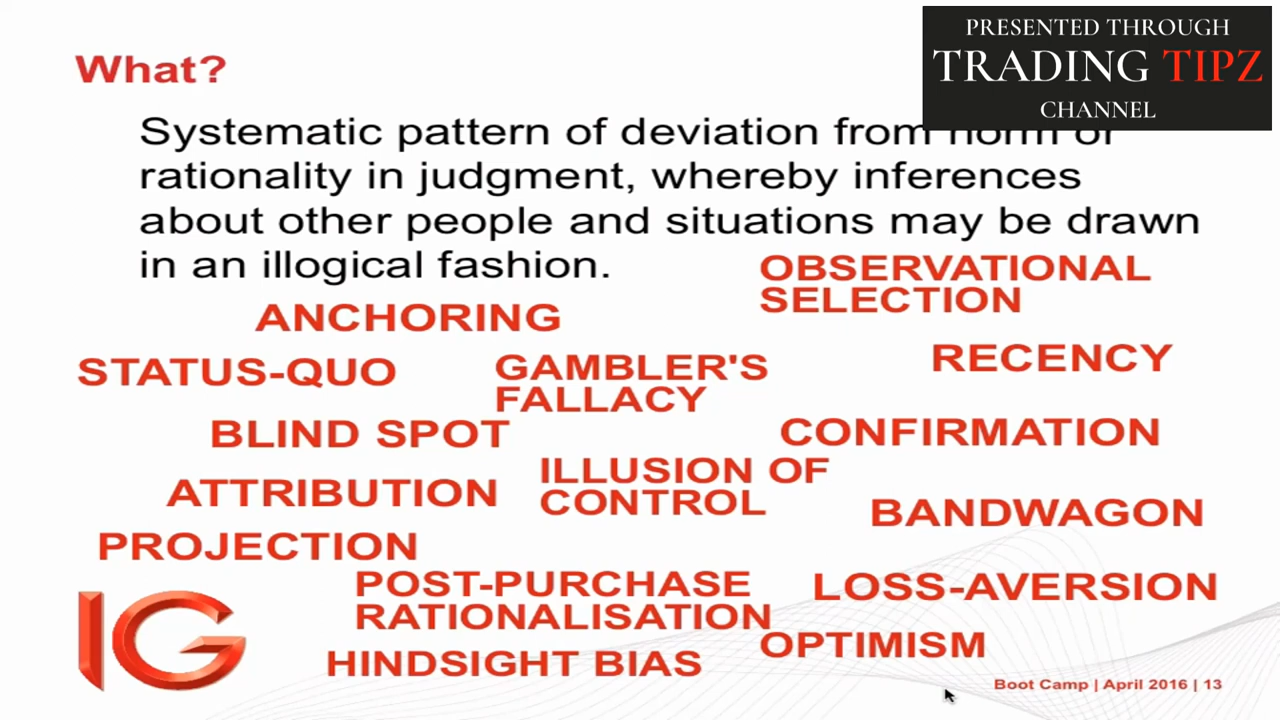 PRESENTED THROUGH
TRADING TIPZ
CHANNEL
What?
Systematic pattern of deviation from norm or
rationality in judgment, whereby inferences
about other people and situations may be drawn
in an illogical fashion.
OBSERVATIONAL
SELECTION
ANCHORING
STATUS-QUO
GAMBLER'S
FALLACY
RECENCY
BLIND SPOT
CONFIRMATION
ILLUSION OF
CONTROL
ATTRIBUTION
BANDWAGON
PROJECTION
POST-PURCHASE
RATIONALISATION
LOSS-AVERSION
OPTIMISM
HINDSIGHT BIAS
IG
Boot Camp | April 2016 | 13